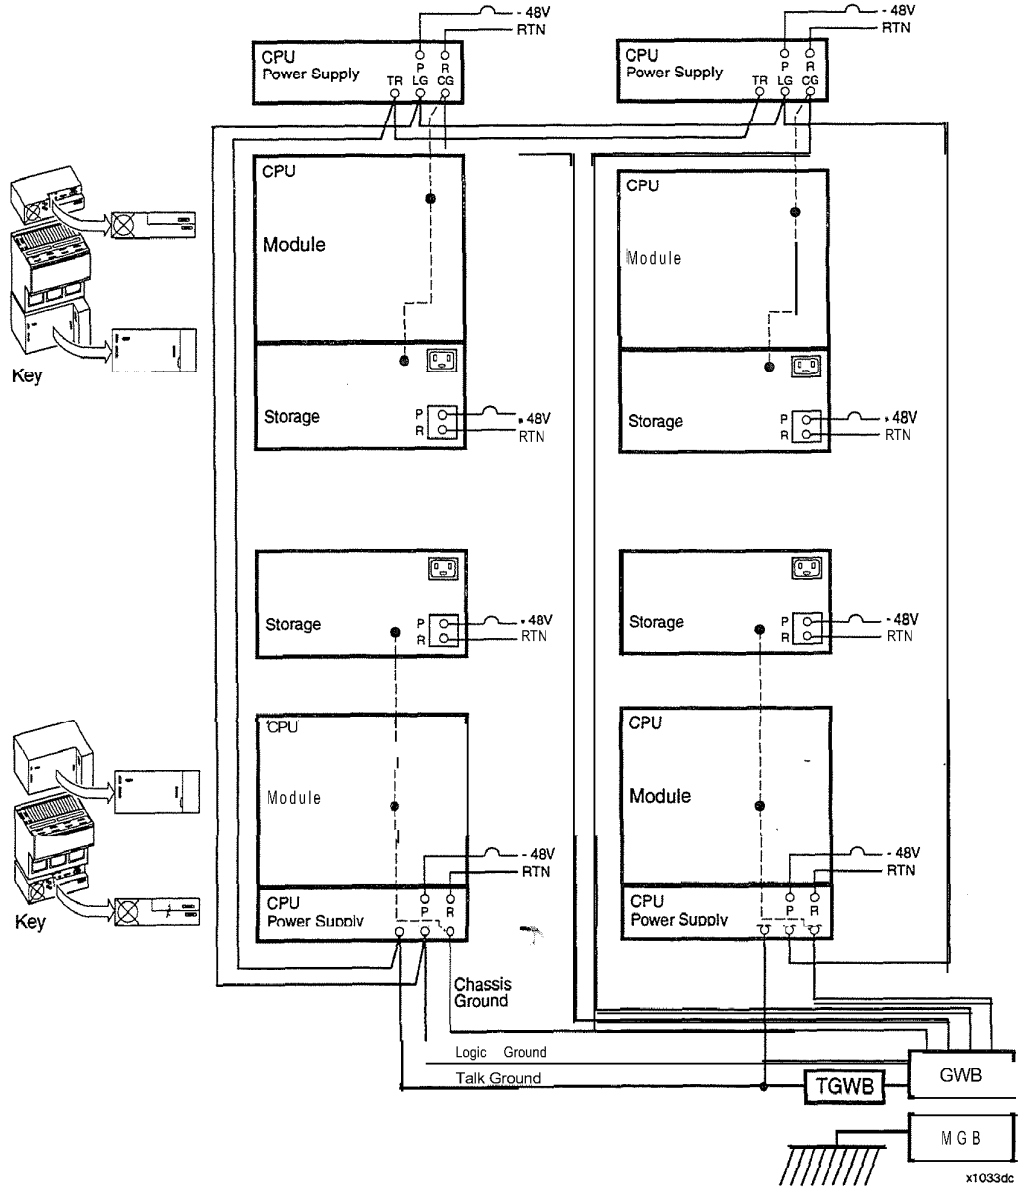 - 48V
RTN
CPU
Power Supply
P
R
TR LG CG
- 48V
RTN
CPU
Power Supply
P
R
TR LG CG
CPU
Module
Storage
P
R
48V
RTN
CPU
Module
Storage
P
R
48V
RTN
Key
Storage
P
R
48V
RTN
Storage
P
R
- 48V
RTN
CPU
Module
- 48V
RTN
CPU
Power Supply
P R
CPU
Module
- 48V
RTN
CPU
Power Supply
P R
Key
Chassis
Ground
Logic Ground
Talk Ground
TGWB
GWB
MGB
x1033dc